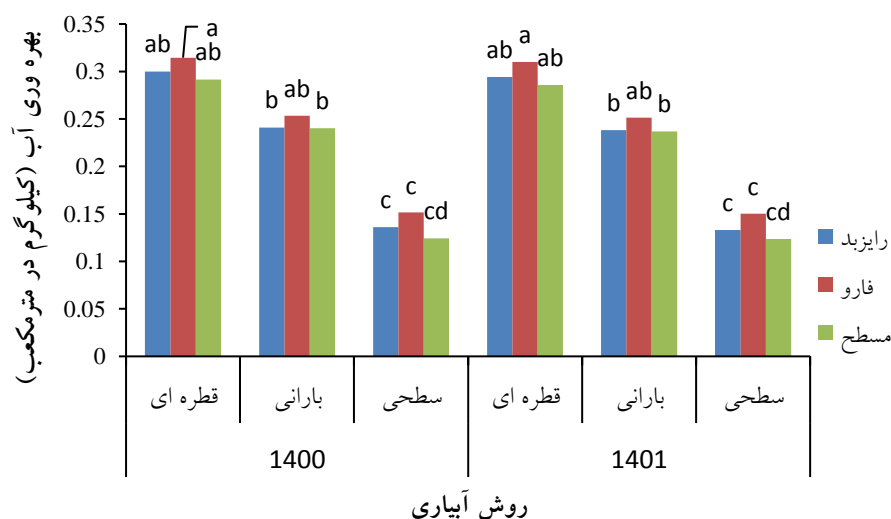 بهره وری آب (کیلوگرم در مترمکعب)
0.35
0.3
0.25
0.2
0.15
0.1
0.05
0
ab a ab
b ab b
c c cd
ab a ab
b ab b
c c cd
قطره ای بارانی سطحی قطره ای بارانی سطحی
1400 1401
روش آبیاری
رایزبد
فارو
مسطح